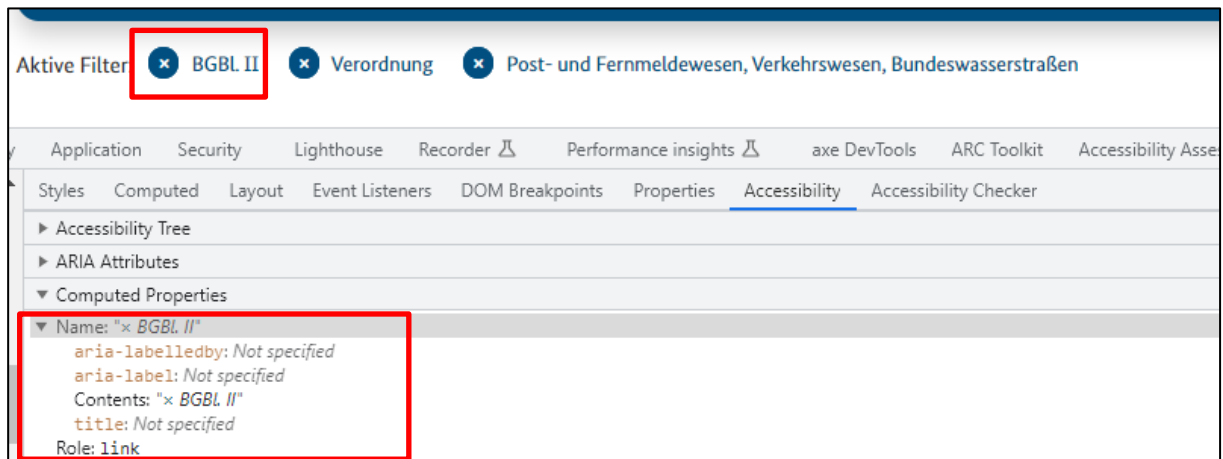 Aktive Filter × BGBL II × Verordnung × Post- und Fernmeldewesen, Verkehrswesen, Bundeswasserstraßen
y Application Security Lighthouse Recorder Performance insights axe DevTools ARC Toolkit Accessibility Asses
Styles Computed Layout Event Listeners DOM Breakpoints Properties Accessibility Accessibility Checker
▶ Accessibility Tree
▶ ARIA Attributes
▼ Computed Properties
▼ Name: "× BGBl. II"
aria-labelledby: Not specified
aria-label: Not specified
Contents: "× BGBl. II"
title: Not specified
Role: link